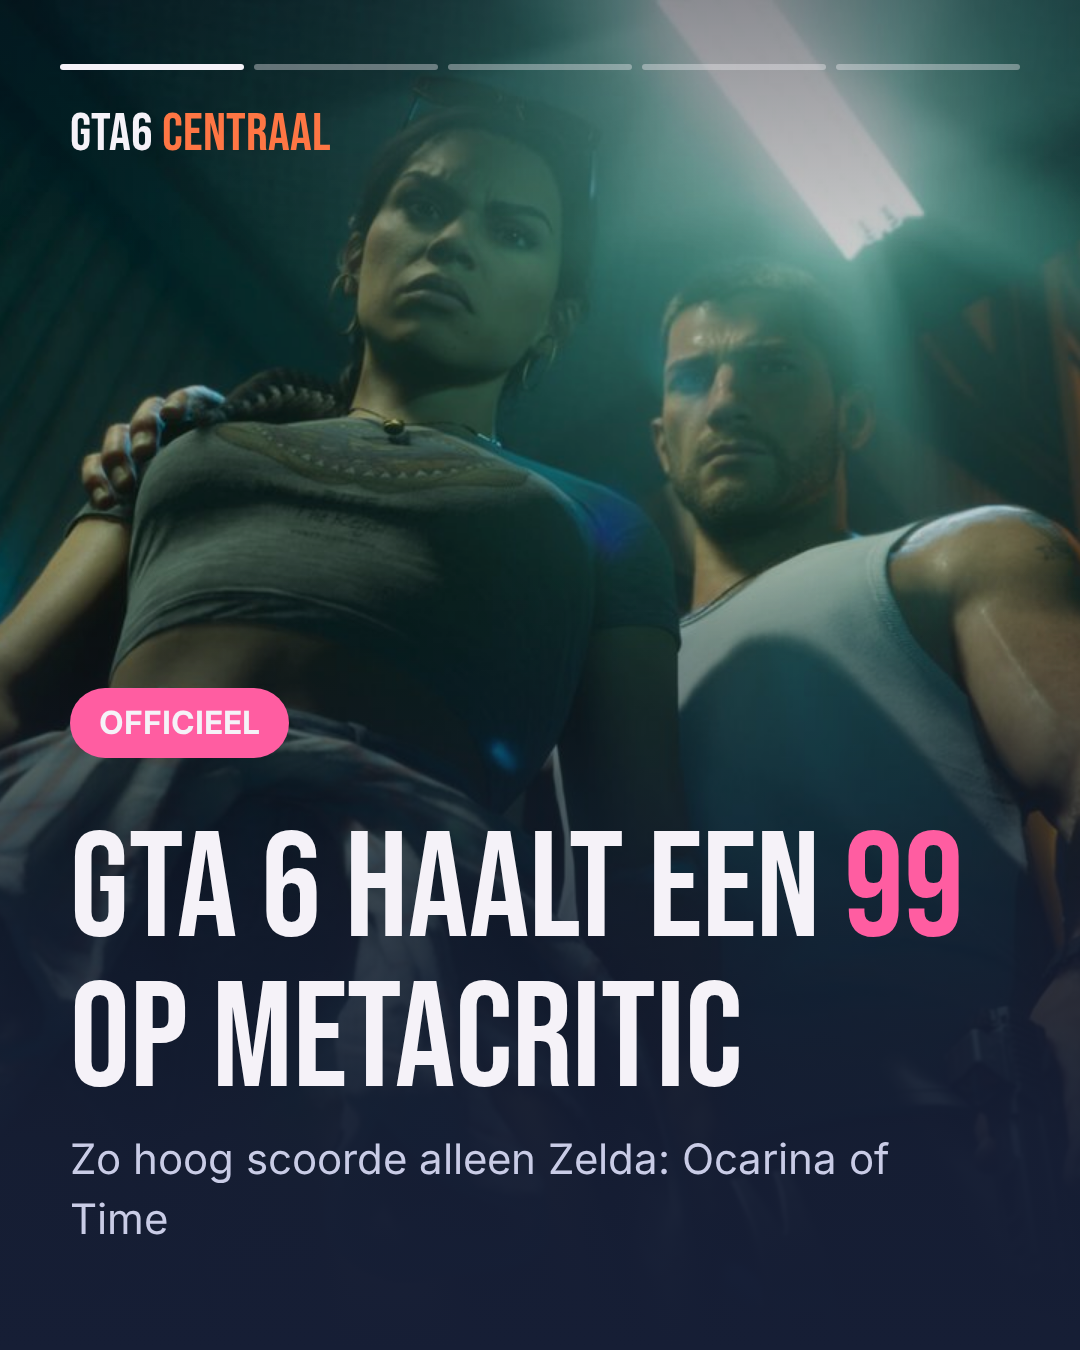 GTA6 CENTRAAL
OFFICIEEL
GTA 6 HAALT EEN 99
OP METACRITIC
Zo hoog scoorde alleen Zelda: Ocarina of
Time